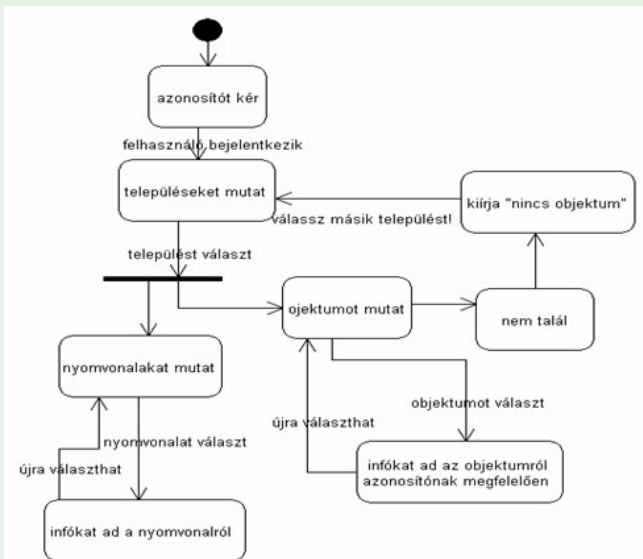 azonosítót kér
felhasználó bejelentkezik
településeket mutat
kiírja "nincs objektum"
válassz másik települést!
települést választ
ojektumot mutat
nem talál
nyomvonalakat mutat
objektumot választ
újra választhat
nyomvonalat választ
újra választhat
infókat ad az objektumról
azonosítónak megfelelően
infókat ad a nyomvonalról